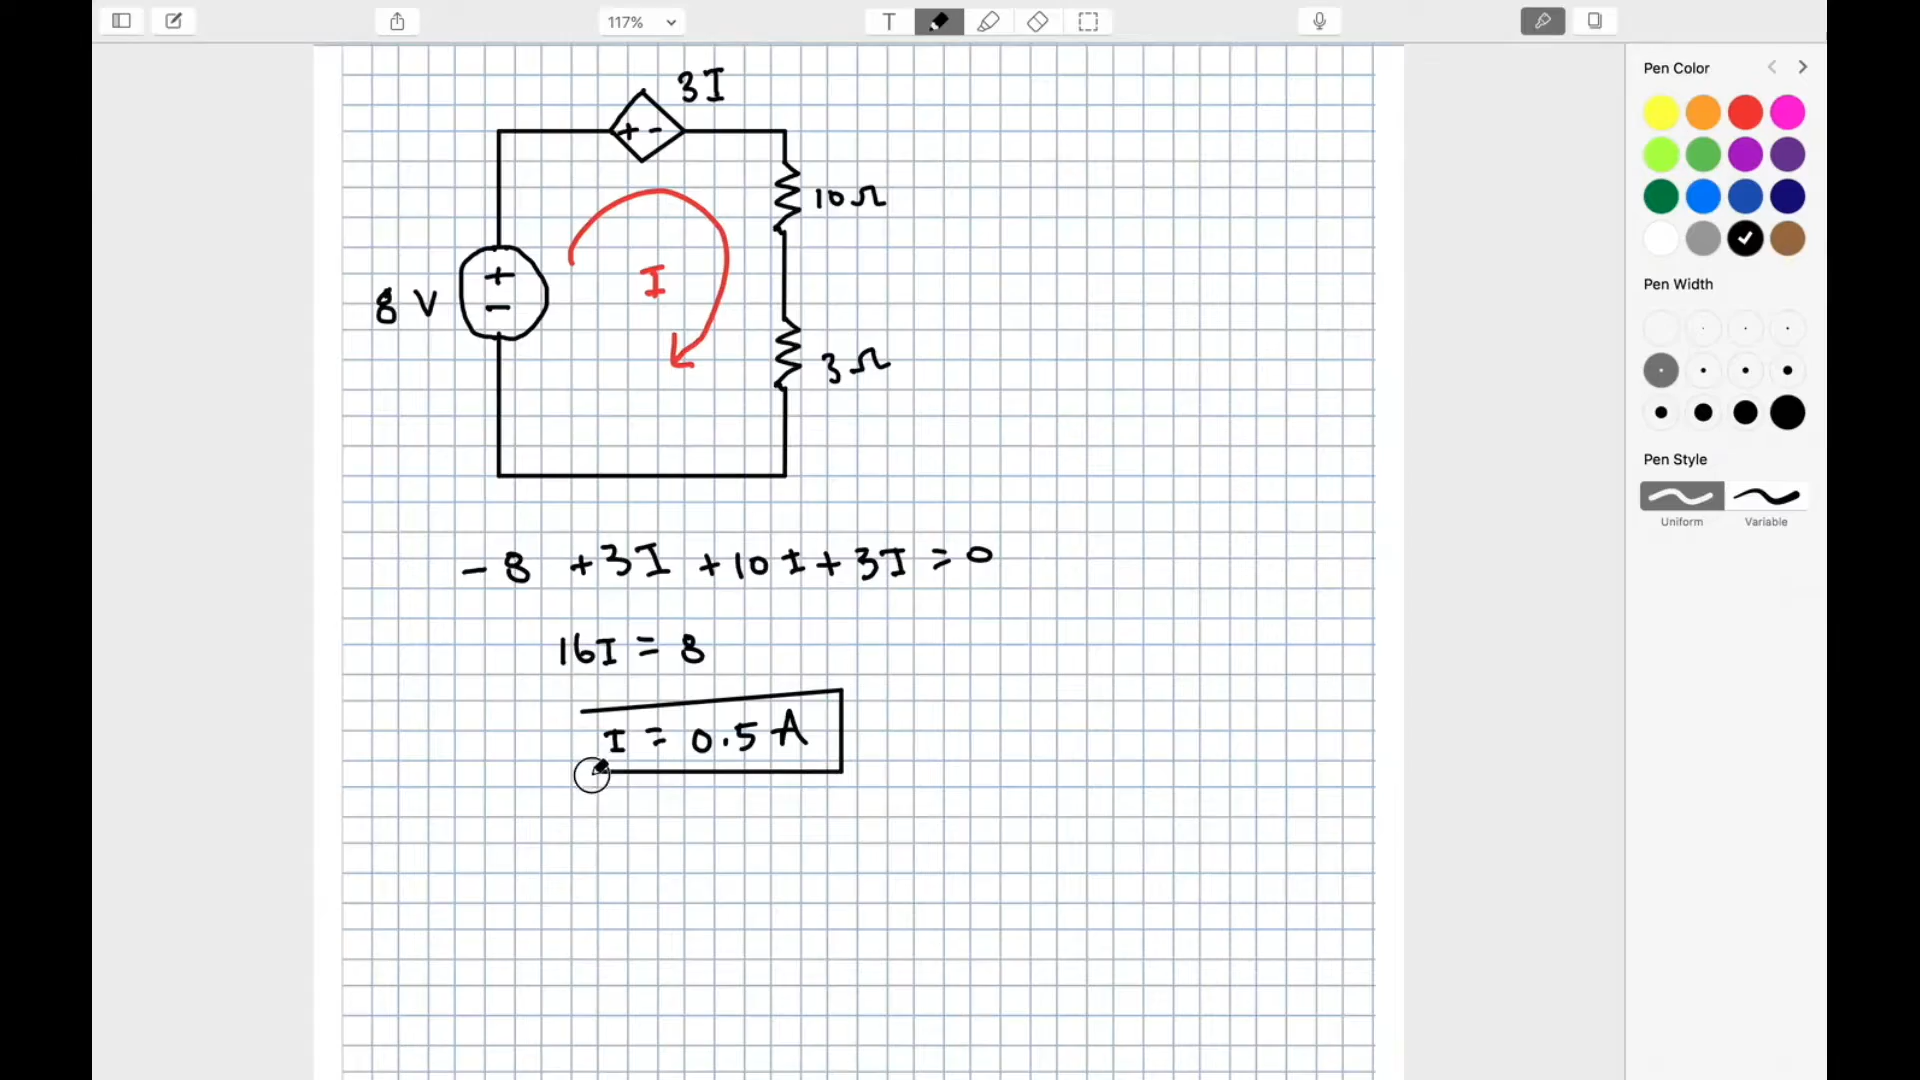 117%
T
Pen Color
3I
+ -
10Ω
+
I
8 V
-
Pen Width
3Ω
Pen Style
Uniform
Variable
- 8 + 3I + 10I + 3I = 0
16I = 8
I = 0.5 A